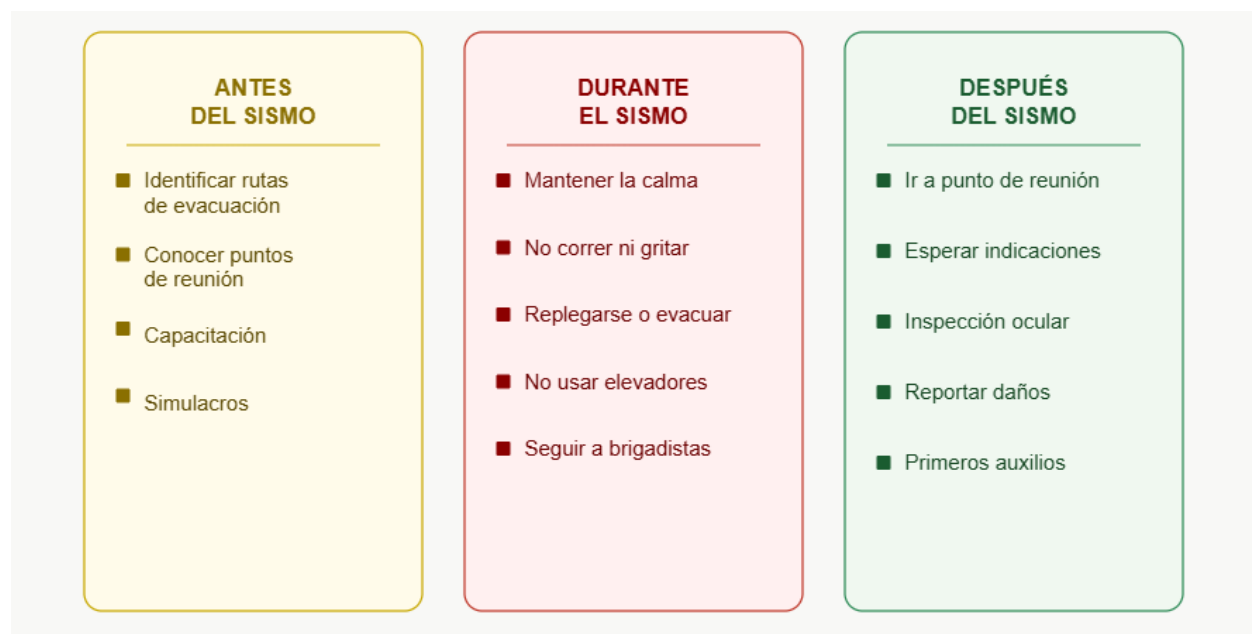 ANTES
DEL SISMO
Identificar rutas
de evacuación
Conocer puntos
de reunión
Capacitación
Simulacros
DURANTE
EL SISMO
Mantener la calma
No correr ni gritar
Replegarse o evacuar
No usar elevadores
Seguir a brigadistas
DESPUÉS
DEL SISMO
Ir a punto de reunión
Esperar indicaciones
Inspección ocular
Reportar daños
Primeros auxilios